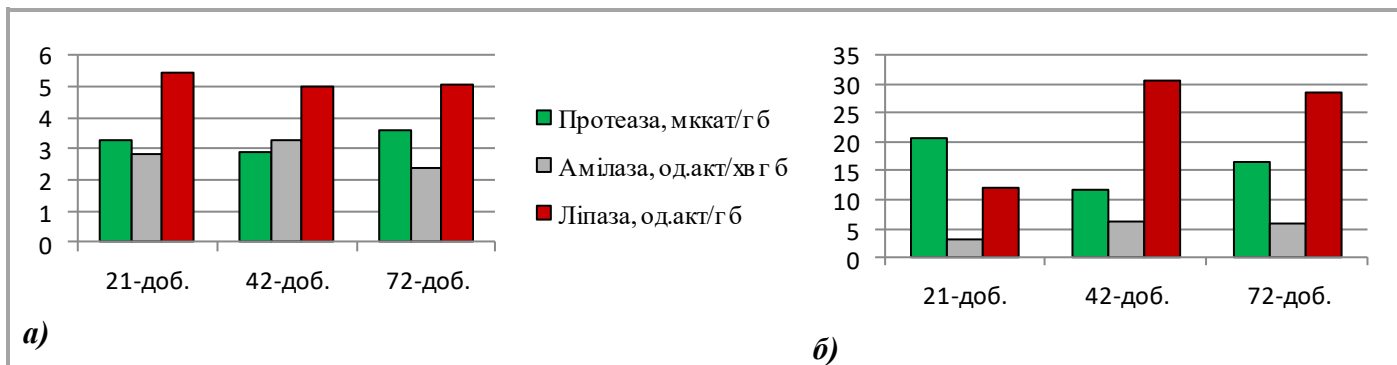 6
5
4
3
2
1
0
21-доб.
42-доб.
72-доб.
а)
Протеаза, мккат/г б
Амілаза, од.акт/хв г б
Ліпаза, од.акт/г б
35
30
25
20
15
10
5
0
21-доб.
42-доб.
72-доб.
б)